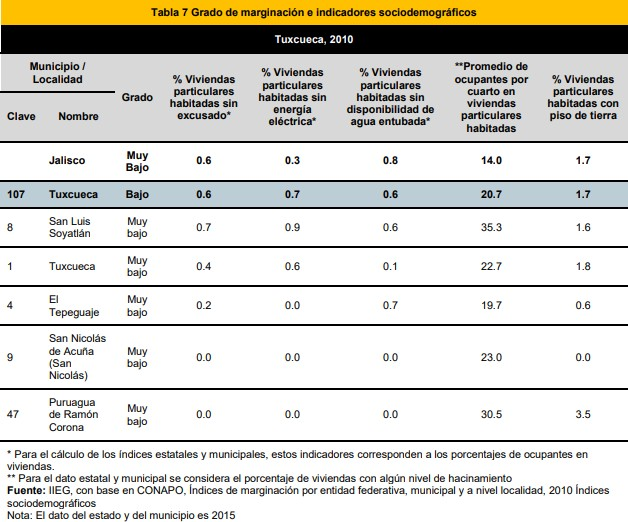 Tabla 7 Grado de marginación e indicadores sociodemográficos
Tuxcueca, 2010
Municipio / Localidad
Clave Nombre
Grado
% Viviendas particulares habitadas sin excusado*
% Viviendas particulares habitadas sin energía eléctrica*
% Viviendas particulares habitadas sin disponibilidad de agua entubada*
**Promedio de ocupantes por cuarto en viviendas particulares habitadas
% Viviendas particulares habitadas con piso de tierra
Jalisco Muy Bajo 0.6 0.3 0.8 14.0 1.7
107 Tuxcueca Bajo 0.6 0.7 0.6 20.7 1.7
8 San Luis Soyatlán Muy bajo 0.7 0.9 0.6 35.3 1.6
1 Tuxcueca Muy bajo 0.4 0.6 0.1 22.7 1.8
4 El Tepeguaje Muy bajo 0.2 0.0 0.7 19.7 0.6
9 San Nicolás de Acuña (San Nicolás) Muy bajo 0.0 0.0 0.0 23.0 0.0
47 Puruagua de Ramón Corona Muy bajo 0.0 0.0 0.0 30.5 3.5
* Para el cálculo de los índices estatales y municipales, estos indicadores corresponden a los porcentajes de ocupantes en
viviendas.
** Para el dato estatal y municipal se considera el porcentaje de viviendas con algún nivel de hacinamiento
Fuente: IIEG, con base en CONAPO, Índices de marginación por entidad federativa, municipal y a nivel localidad, 2010 Índices
sociodemográficos
Nota: El dato del estado y del municipio es 2015